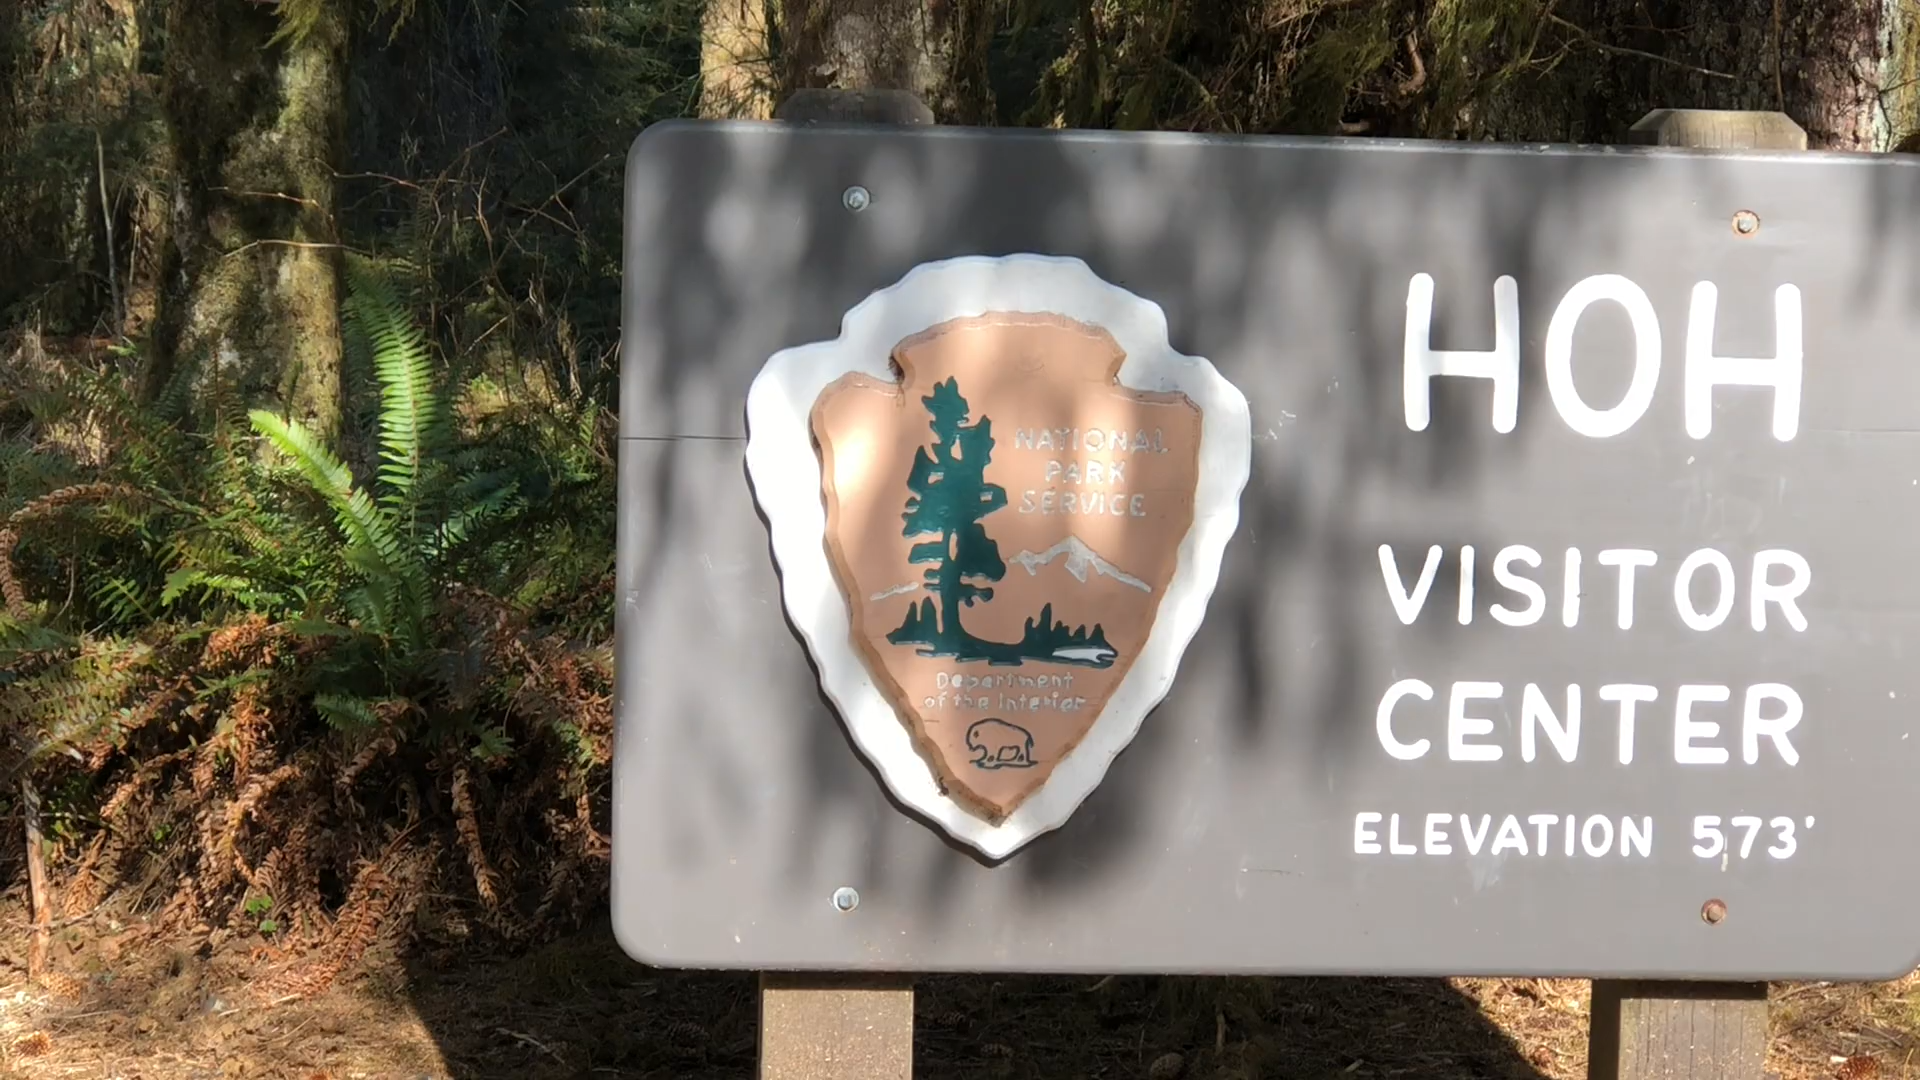 NATIONAL
PARK
SERVICE
Department
of the Interior
HOH
VISITOR
CENTER
ELEVATION 573'